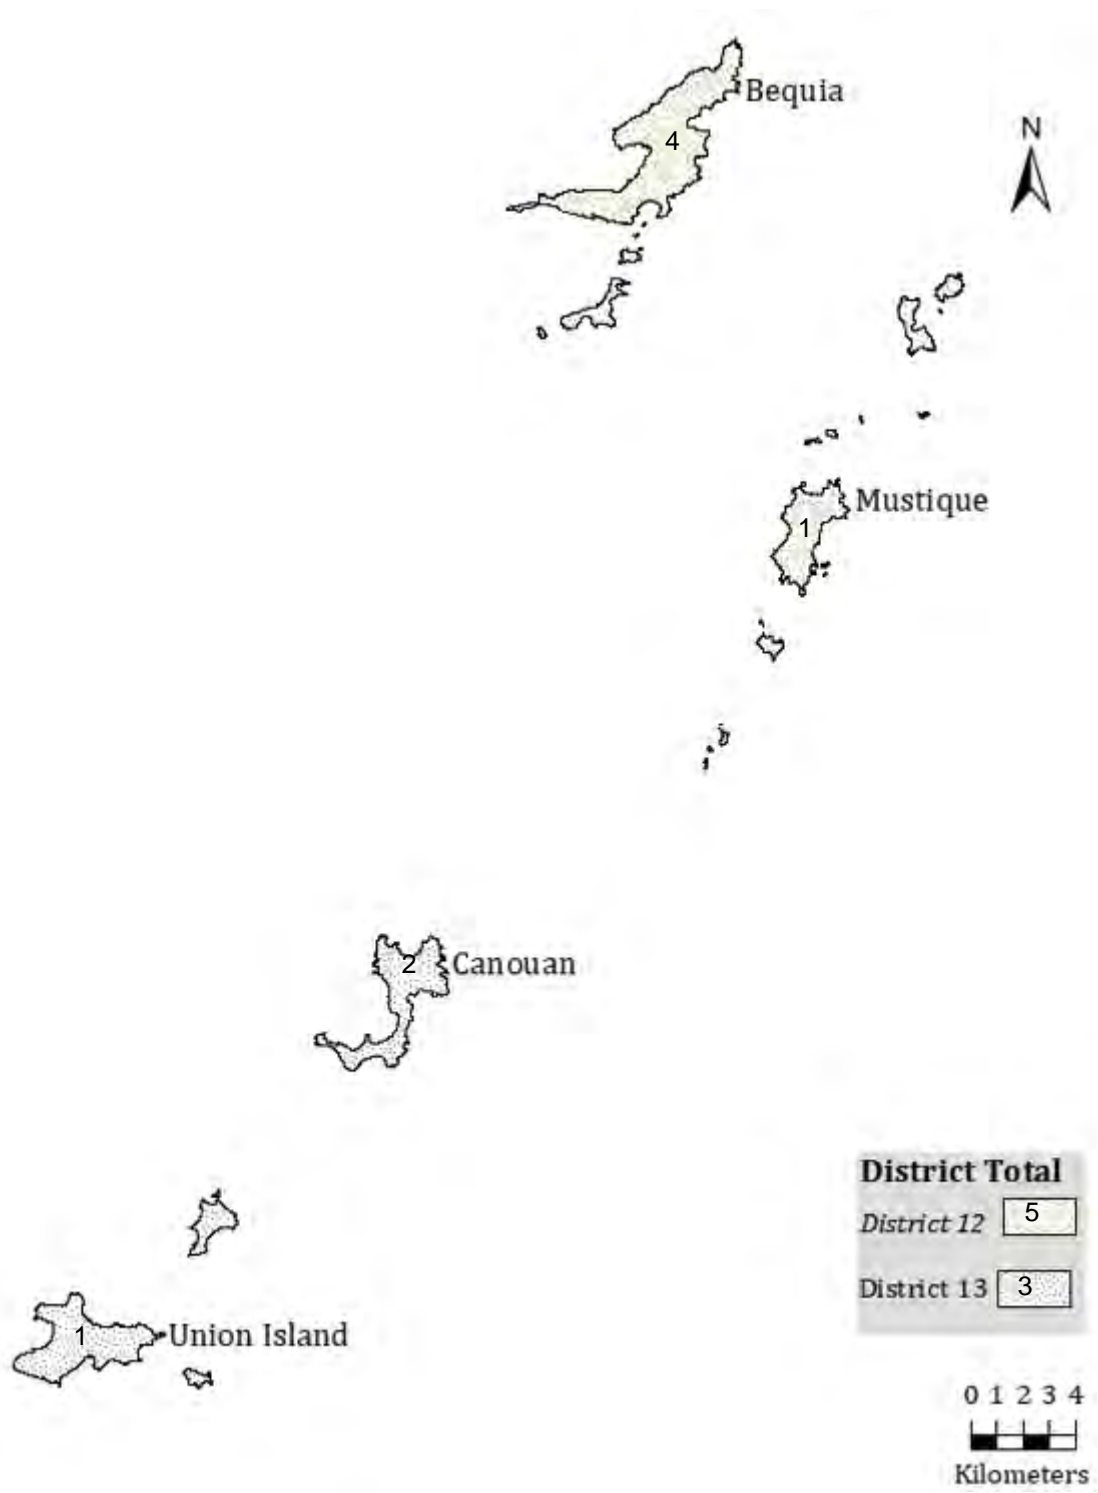 Bequia
4
N
Mustique
1
2
Canouan
District Total
District 12 5
District 13 3
1
Union Island
0 1 2 3 4
Kilometers